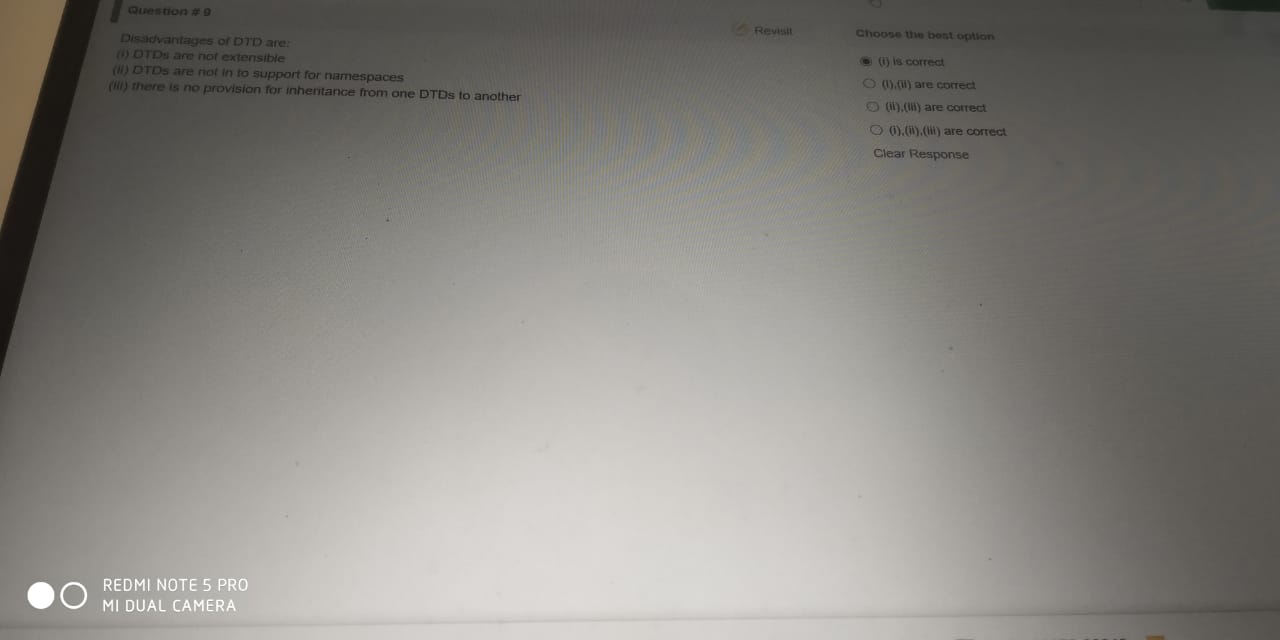 Question # 9
Disadvantages of DTD are:
(i) DTDs are not extensible
(ii) DTDs are not in to support for namespaces
(iii) there is no provision for inheritance from one DTDs to another
Revisit
Choose the best option
(i) is correct
(i),(ii) are correct
(ii),(iii) are correct
(i),(ii),(iii) are correct
Clear Response
REDMI NOTE 5 PRO
MI DUAL CAMERA